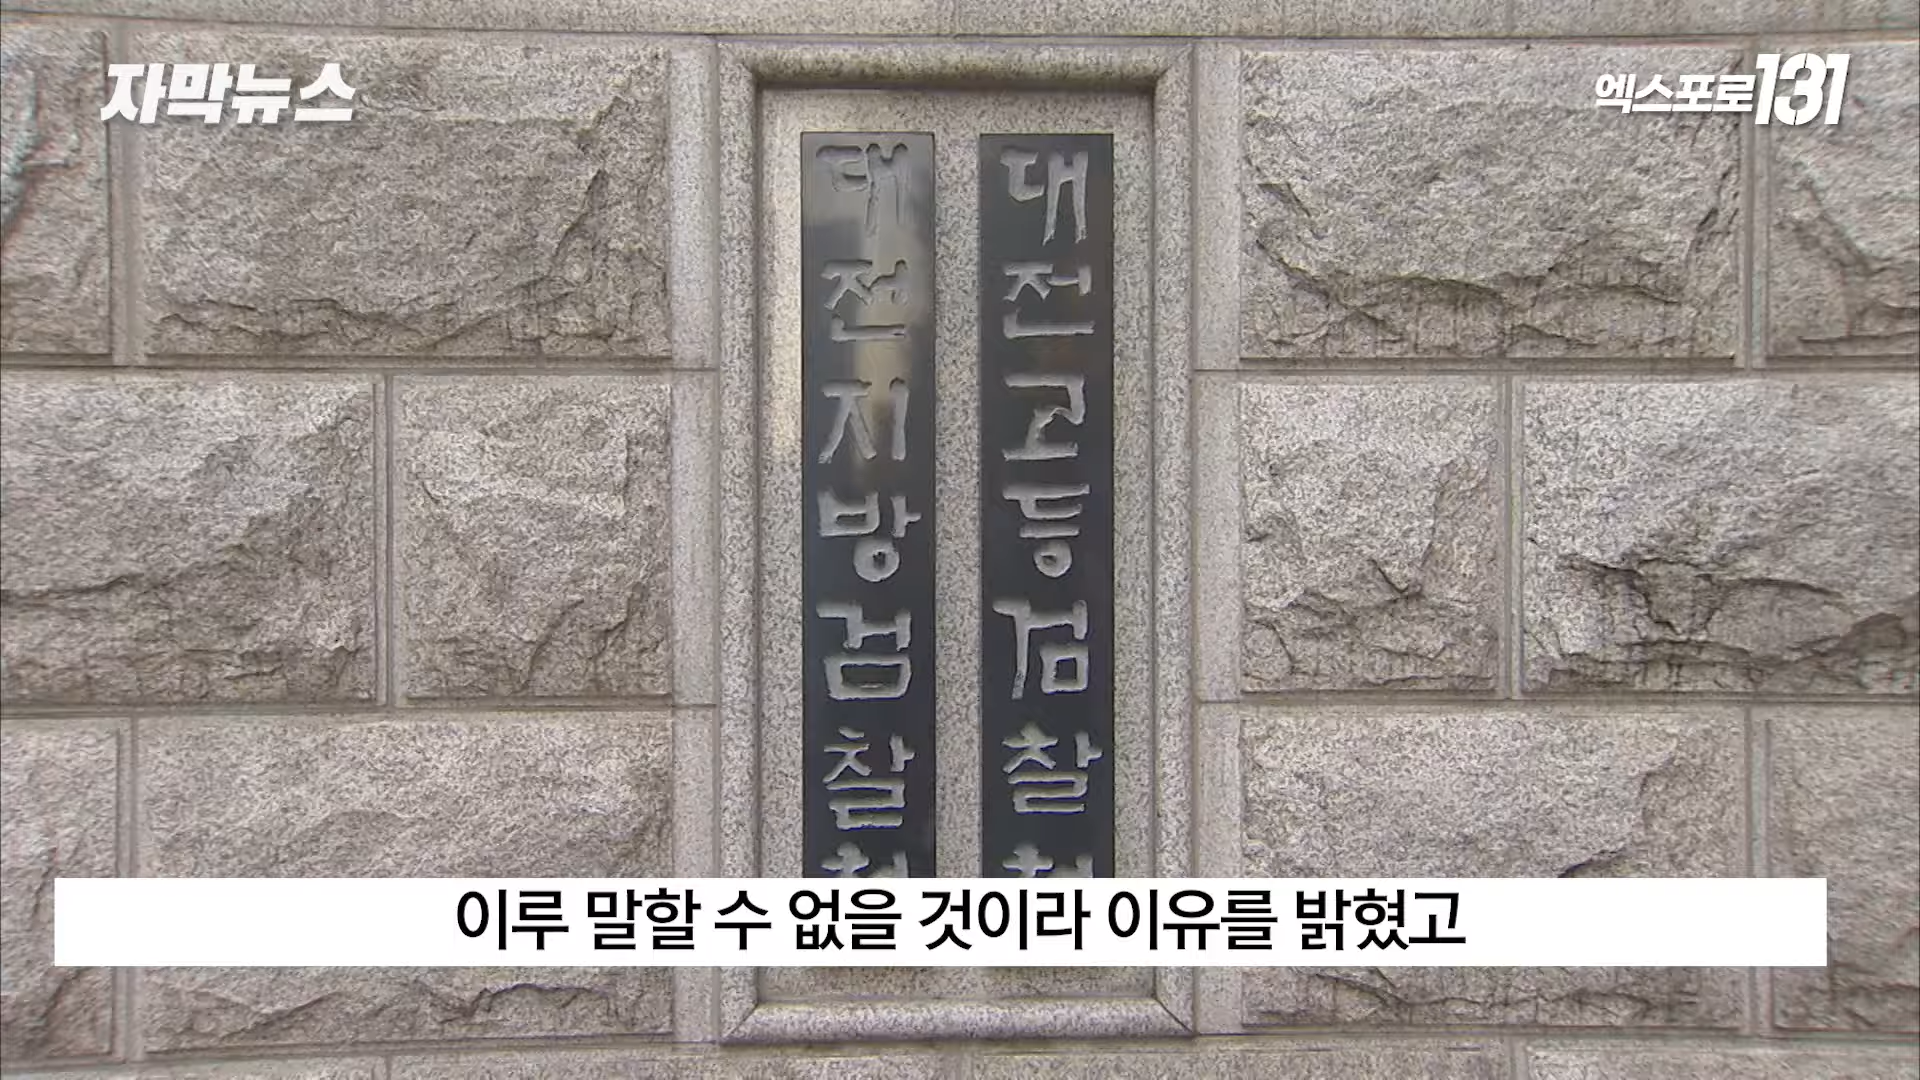 자막뉴스
엑스포로131
대전지방검찰청
대전고등검찰청
이루 말할 수 없을 것이라 이유를 밝혔고